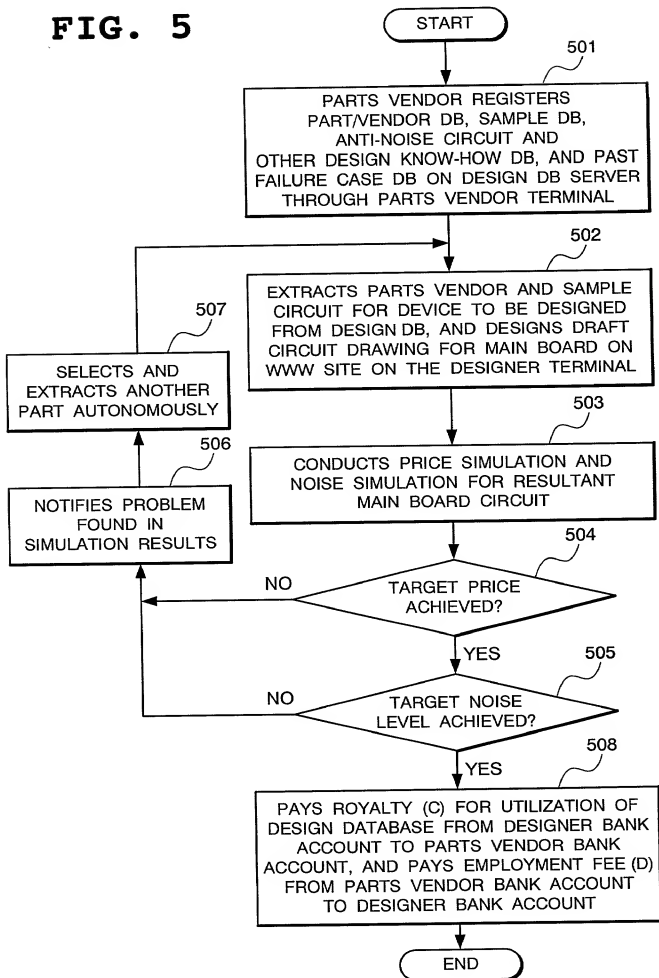 FIG. 5
START
501
PARTS VENDOR REGISTERS
PART/VENDOR DB, SAMPLE DB,
ANTI-NOISE CIRCUIT AND
OTHER DESIGN KNOW-HOW DB, AND PAST
FAILURE CASE DB ON DESIGN DB SERVER
THROUGH PARTS VENDOR TERMINAL
502
EXTRACTS PARTS VENDOR AND SAMPLE
CIRCUIT FOR DEVICE TO BE DESIGNED
FROM DESIGN DB, AND DESIGNS DRAFT
CIRCUIT DRAWING FOR MAIN BOARD ON
WWW SITE ON THE DESIGNER TERMINAL
507
SELECTS AND
EXTRACTS ANOTHER
PART AUTONOMOUSLY
503
CONDUCTS PRICE SIMULATION AND
NOISE SIMULATION FOR RESULTANT
MAIN BOARD CIRCUIT
506
NOTIFIES PROBLEM
FOUND IN
SIMULATION RESULTS
504
NO
TARGET PRICE
ACHIEVED?
YES
505
NO
TARGET NOISE
LEVEL ACHIEVED?
YES
508
PAYS ROYALTY (C) FOR UTILIZATION OF
DESIGN DATABASE FROM DESIGNER BANK
ACCOUNT TO PARTS VENDOR BANK
ACCOUNT, AND PAYS EMPLOYMENT FEE (D)
FROM PARTS VENDOR BANK ACCOUNT
TO DESIGNER BANK ACCOUNT
END